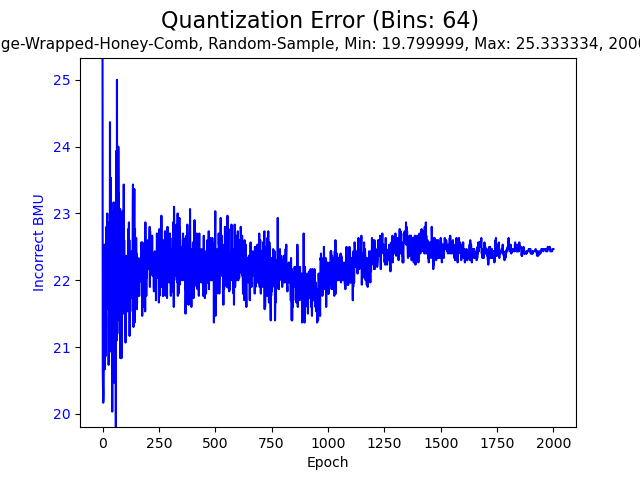 Quantization Error (Bins: 64)
ge-Wrapped-Honey-Comb, Random-Sample, Min: 19.799999, Max: 25.333334, 200
25
24
23
22
21
20
Incorrect BMU
0 250 500 750 1000 1250 1500 1750 2000
Epoch